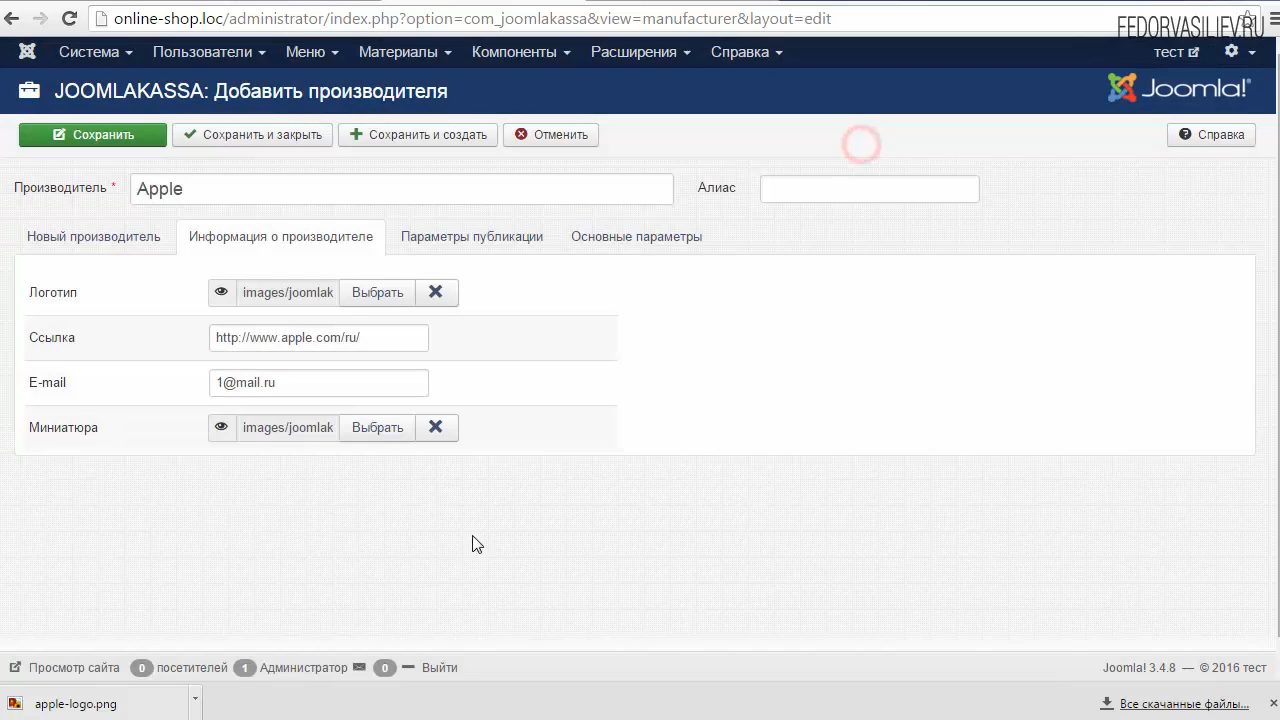 online-shop.loc/administrator/index.php?option=com_joomlakassa&view=manufacturer&layout=edit
FEDORVASILIEV.RU
Система Пользователи Меню Материалы Компоненты Расширения Справка тест
JOOMLAKASSA: Добавить производителя Joomla!®
Сохранить Сохранить и закрыть Сохранить и создать Отменить Справка
Производитель * Apple Алиас
Новый производитель Информация о производителе Параметры публикации Основные параметры
Логотип images/joomlak Выбрать
Ссылка http://www.apple.com/ru/
E-mail 1@mail.ru
Миниатюра images/joomlak Выбрать
Просмотр сайта 0 посетителей 1 Администратор 0 Выйти Joomla! 3.4.8 — © 2016 тест
apple-logo.png Все скачанные файлы...